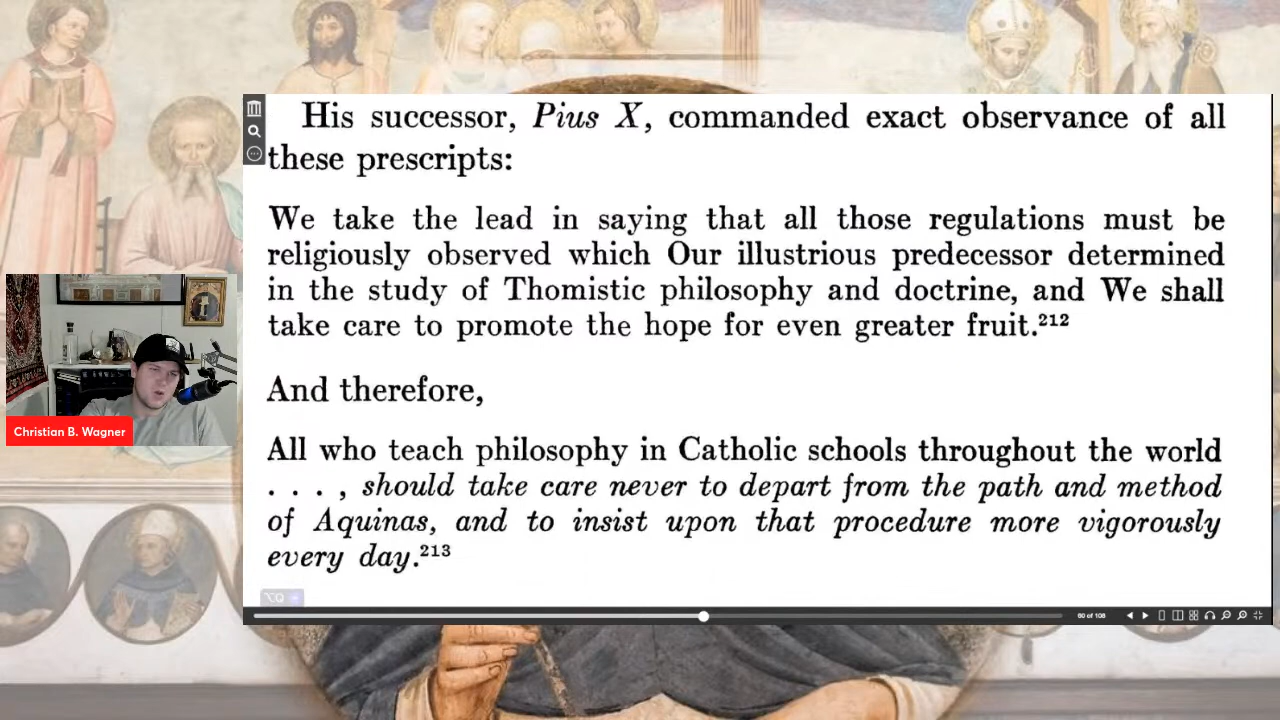 His successor, Pius X, commanded exact observance of all
these prescripts:
We take the lead in saying that all those regulations must be
religiously observed which Our illustrious predecessor determined
in the study of Thomistic philosophy and doctrine, and We shall
take care to promote the hope for even greater fruit.²¹²
And therefore,
All who teach philosophy in Catholic schools throughout the world
. . . , should take care never to depart from the path and method
of Aquinas, and to insist upon that procedure more vigorously
every day.²¹³
Christian B. Wagner
⌥Q
60 of 108